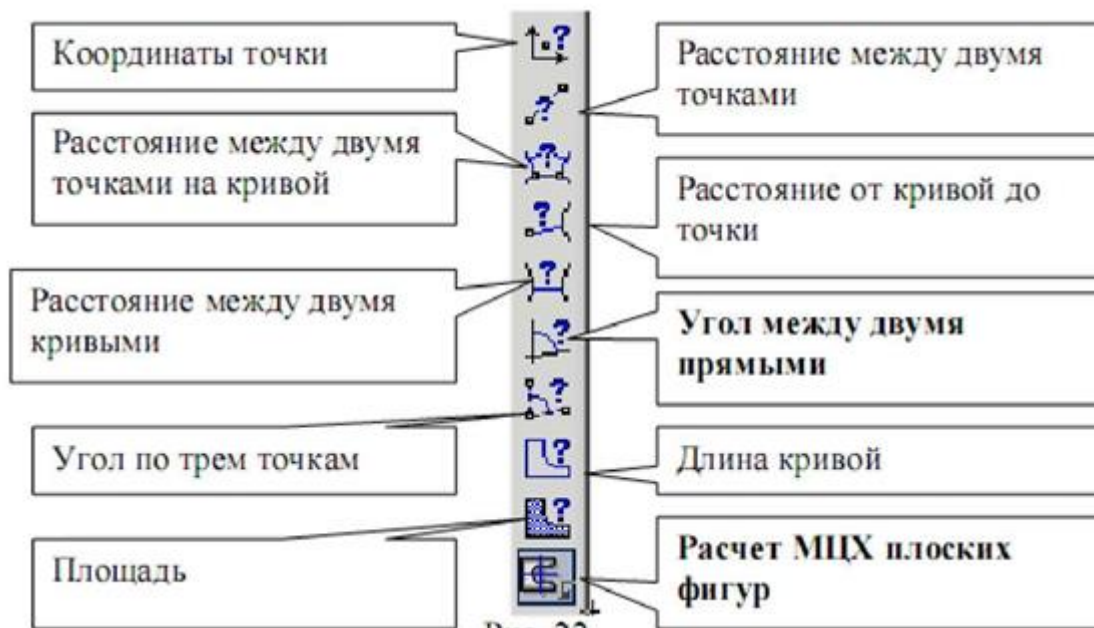 Координаты точки
Расстояние между двумя
точками
Расстояние между двумя
точками на кривой
Расстояние от кривой до
точки
Расстояние между двумя
кривыми
Угол между двумя
прямыми
Угол по трем точкам
Длина кривой
Площадь
Расчет МЦХ плоских
фигур